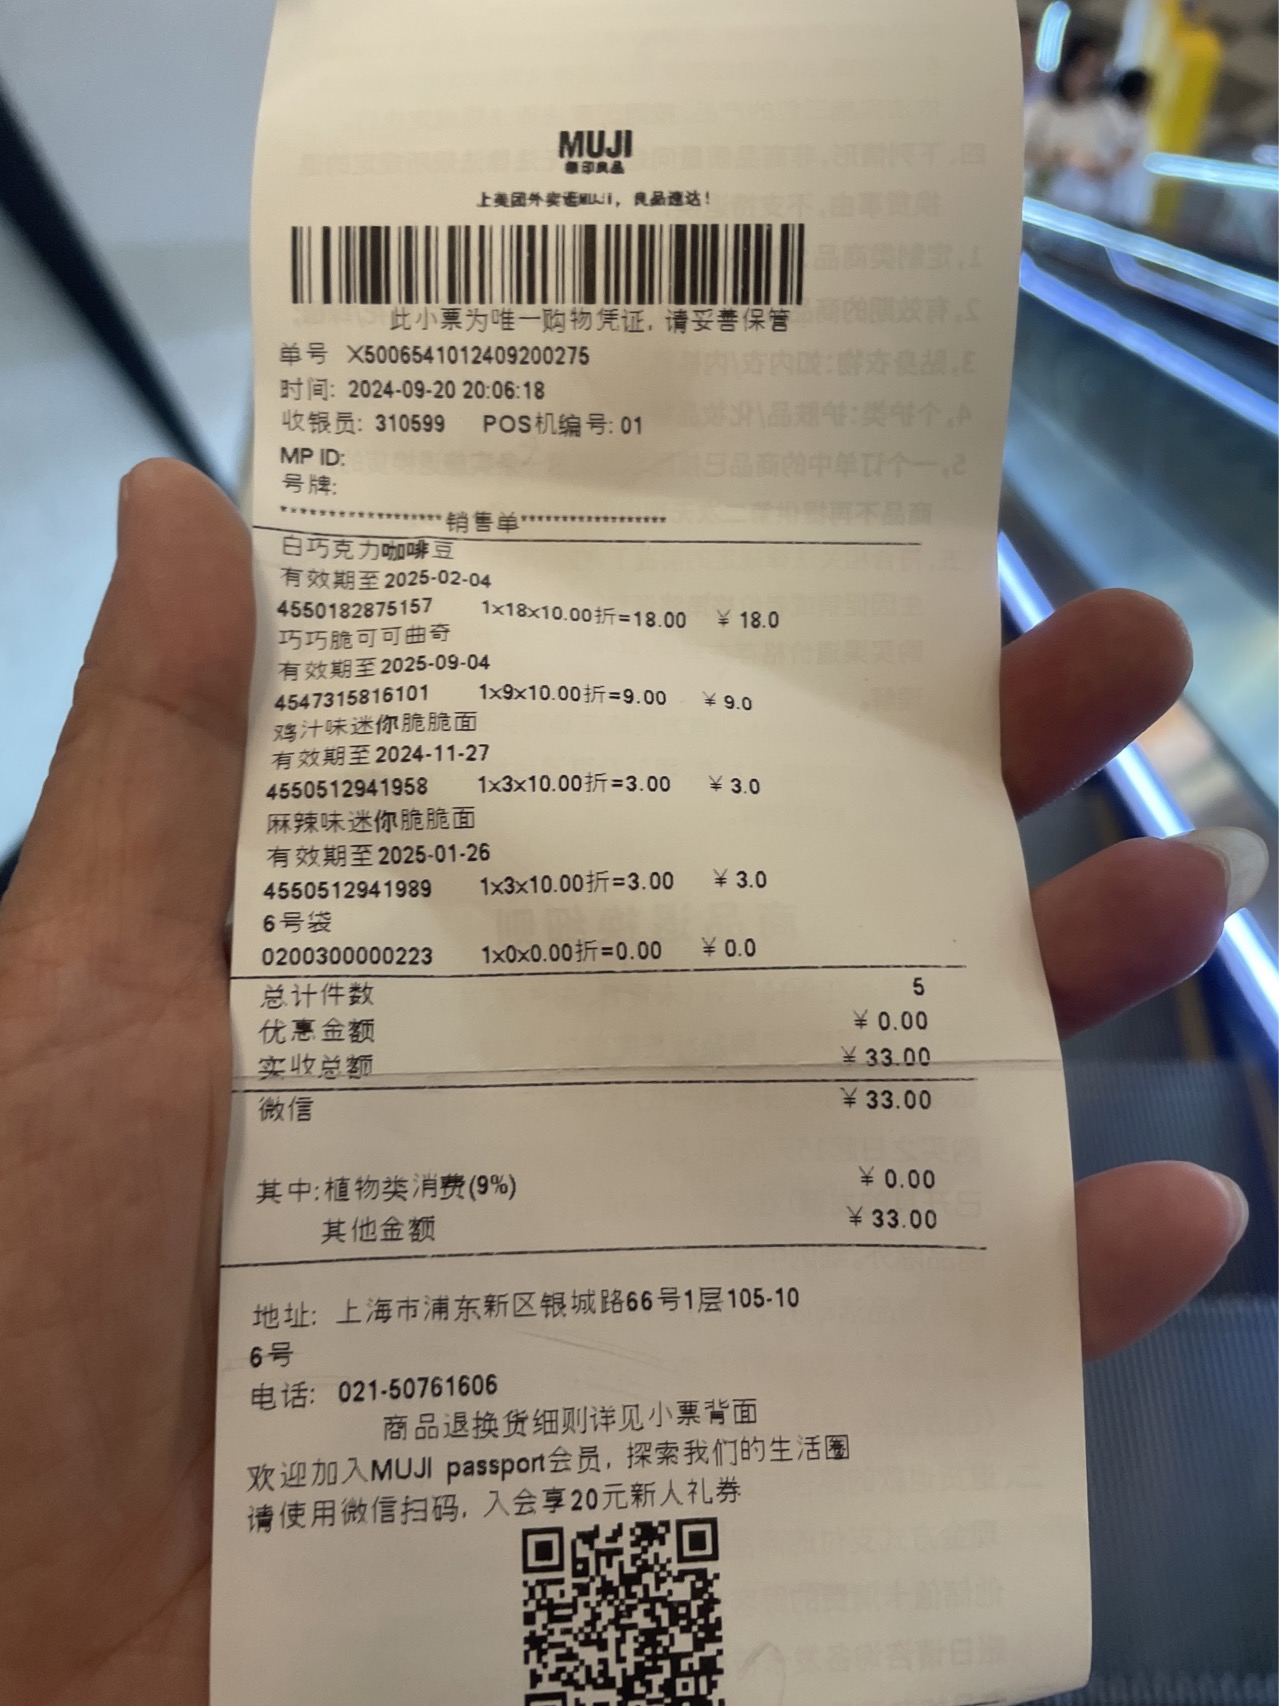 MUJI
無印良品
上美团外卖逛MUJI，良品速达！
此小票为唯一购物凭证，请妥善保管
单号 X5006541012409200275
时间: 2024-09-20 20:06:18
收银员: 310599 POS机编号: 01
MP ID:
号牌:
******************销售单******************
白巧克力咖啡豆
有效期至2025-02-04
4550182875157 1x18x10.00折=18.00 ￥18.0
巧巧脆可可曲奇
有效期至2025-09-04
4547315816101 1x9x10.00折=9.00 ￥9.0
鸡汁味迷你脆脆面
有效期至2024-11-27
4550512941958 1x3x10.00折=3.00 ￥3.0
麻辣味迷你脆脆面
有效期至2025-01-26
4550512941989 1x3x10.00折=3.00 ￥3.0
6号袋
0200300000223 1x0x0.00折=0.00 ￥0.0
总计件数 5
优惠金额 ￥0.00
实收总额 ￥33.00
微信 ￥33.00
其中:植物类消费(9%) ￥0.00
其他金额 ￥33.00
地址: 上海市浦东新区银城路66号1层105-10
6号
电话: 021-50761606
商品退换货细则详见小票背面
欢迎加入MUJI passport会员，探索我们的生活圈
请使用微信扫码，入会享20元新人礼券